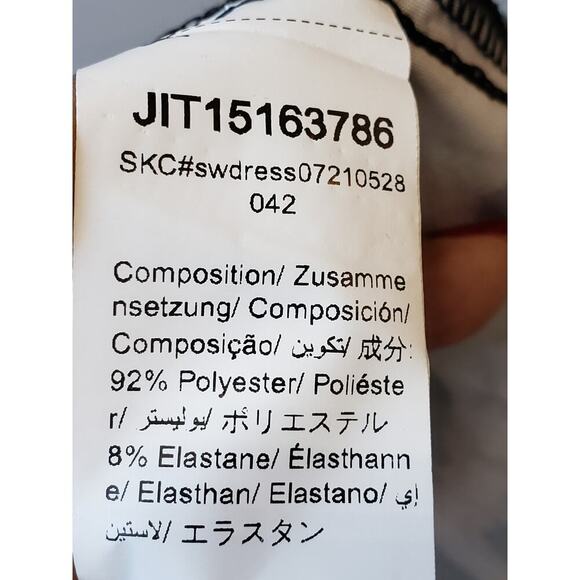 JIT15163786
SKC#swdress07210528
042
Composition/ Zusamme
nsetzung/ Composición/
Composição/ تكوين/ 成分:
92% Polyester/ Poliéste
r/ بوليستر/ ポリエステル
8% Elastane/ Élasthann
e/ Elasthan/ Elastano/ إي
لاستين/ エラスタン